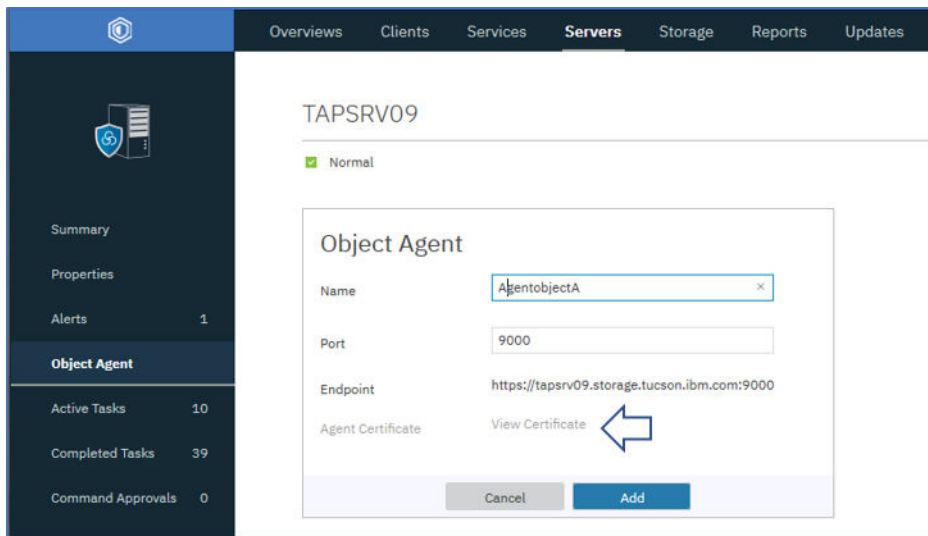 Overviews Clients Services Servers Storage Reports Updates
TAPSRV09
Normal
Summary
Properties
Alerts 1
Object Agent
Active Tasks 10
Completed Tasks 39
Command Approvals 0
Object Agent
Name AgentobjectA ×
Port 9000
Endpoint https://tapsrv09.storage.tucson.ibm.com:9000
Agent Certificate View Certificate
Cancel Add